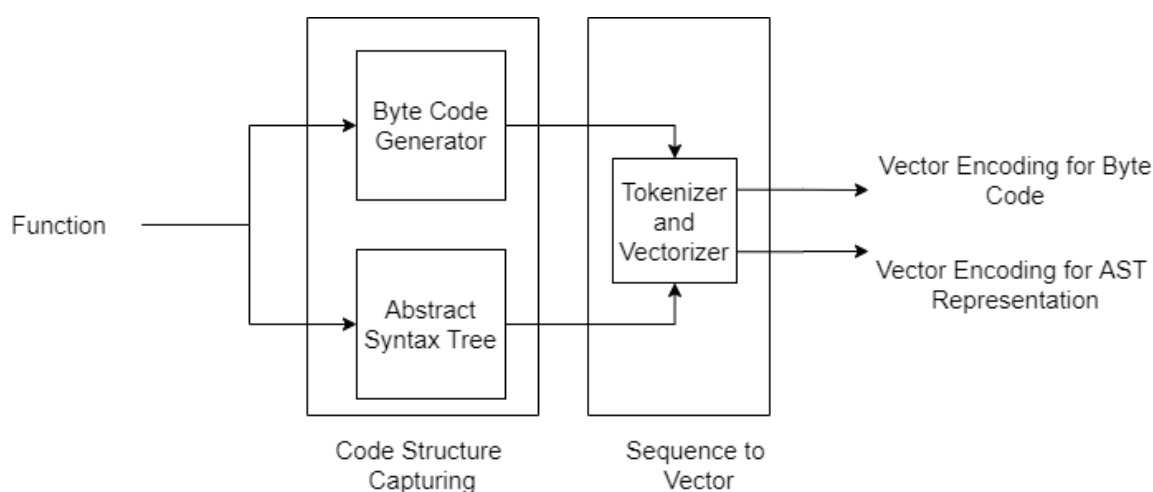 Byte Code
Generator
Function
Abstract
Syntax Tree
Code Structure
Capturing
Tokenizer
and
Vectorizer
Sequence to
Vector
Vector Encoding for Byte
Code
Vector Encoding for AST
Representation